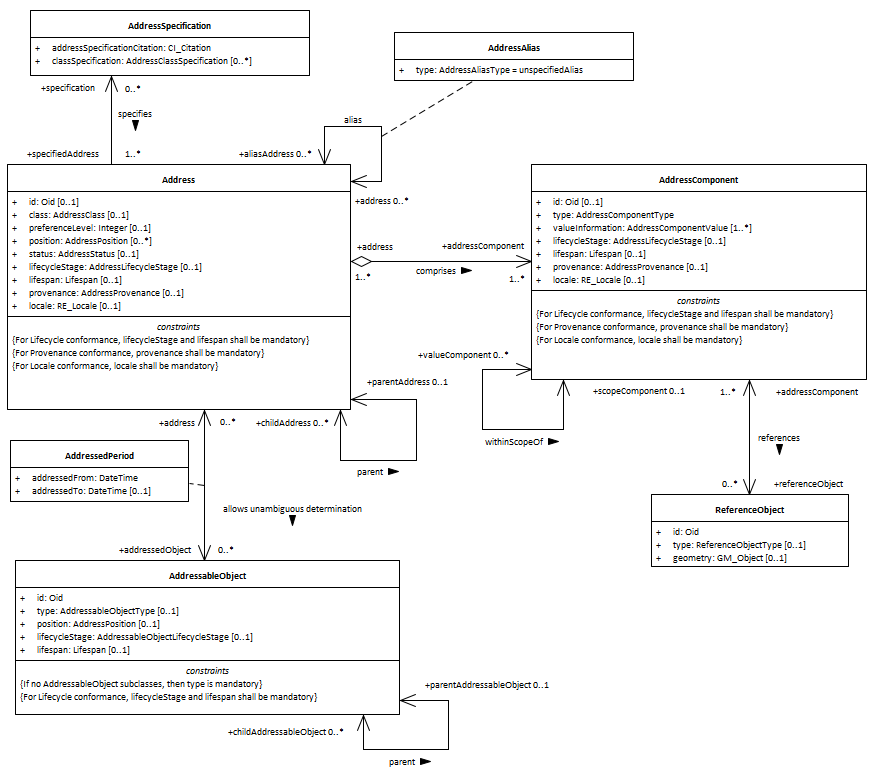 AddressSpecification
+ addressSpecificationCitation: CI_Citation
+ classSpecification: AddressClassSpecification [0..*]
AddressAlias
+ type: AddressAliasType = unspecifiedAlias
+specification 0..*
specifies
+specifiedAddress 1..*
alias
+aliasAddress 0..*
Address
+ id: Oid [0..1]
+ class: AddressClass [0..1]
+ preferenceLevel: Integer [0..1]
+ position: AddressPosition [0..*]
+ status: AddressStatus [0..1]
+ lifecycleStage: AddressLifecycleStage [0..1]
+ lifespan: Lifespan [0..1]
+ provenance: AddressProvenance [0..1]
+ locale: RE_Locale [0..1]
constraints
{For Lifecycle conformance, lifecycleStage and lifespan shall be mandatory}
{For Provenance conformance, provenance shall be mandatory}
{For Locale conformance, locale shall be mandatory}
+address 0..*
+address
1..*
comprises
+addressComponent
1..*
AddressComponent
+ id: Oid [0..1]
+ type: AddressComponentType
+ valueInformation: AddressComponentValue [1..*]
+ lifecycleStage: AddressLifecycleStage [0..1]
+ lifespan: Lifespan [0..1]
+ provenance: AddressProvenance [0..1]
+ locale: RE_Locale [0..1]
constraints
{For Lifecycle conformance, lifecycleStage and lifespan shall be mandatory}
{For Provenance conformance, provenance shall be mandatory}
{For Locale conformance, locale shall be mandatory}
+valueComponent 0..*
+parentAddress 0..1
+scopeComponent 0..1
1..* +addressComponent
+address 0..*
+childAddress 0..*
withinScopeOf
references
parent
AddressedPeriod
+ addressedFrom: DateTime
+ addressedTo: DateTime [0..1]
0..* +referenceObject
allows unambiguous determination
ReferenceObject
+ id: Oid
+ type: ReferenceObjectType [0..1]
+ geometry: GM_Object [0..1]
+addressedObject 0..*
AddressableObject
+ id: Oid
+ type: AddressableObjectType [0..1]
+ position: AddressPosition [0..1]
+ lifecycleStage: AddressableObjectLifecycleStage [0..1]
+ lifespan: Lifespan [0..1]
constraints
{If no AddressableObject subclasses, then type is mandatory}
{For Lifecycle conformance, lifecycleStage and lifespan shall be mandatory}
+parentAddressableObject 0..1
+childAddressableObject 0..*
parent